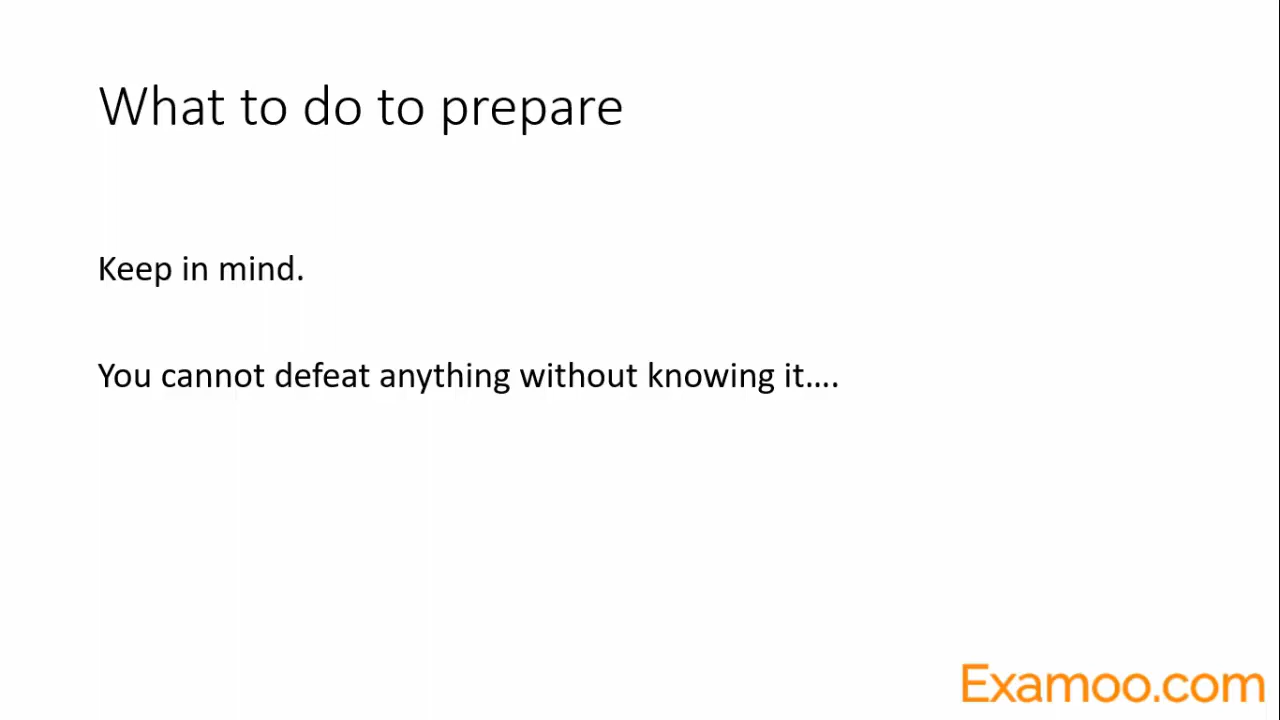 What to do to prepare
Keep in mind.
You cannot defeat anything without knowing it....
Examoo.com